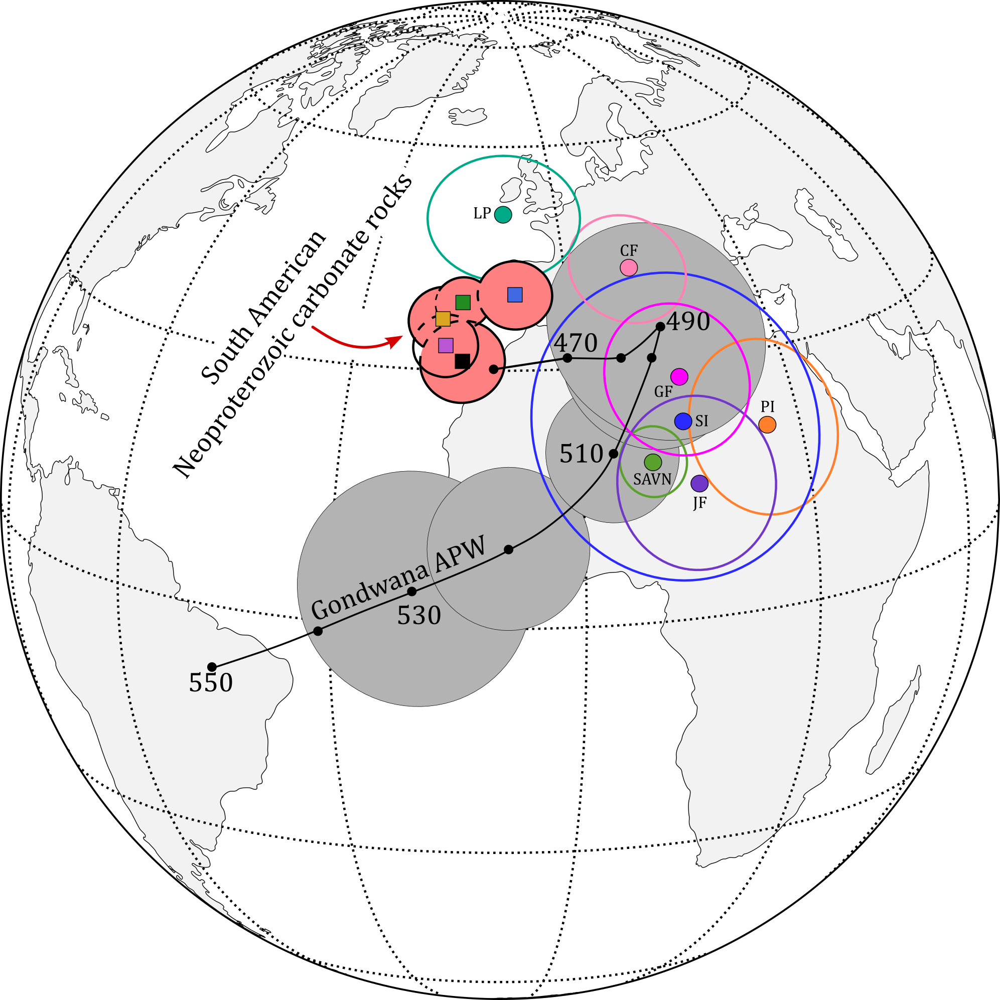 South American
Neoproterozoic carbonate rocks
LP
CF
490
470
GF
PI
SI
510
SAVN
JF
Gondwana APW
530
550